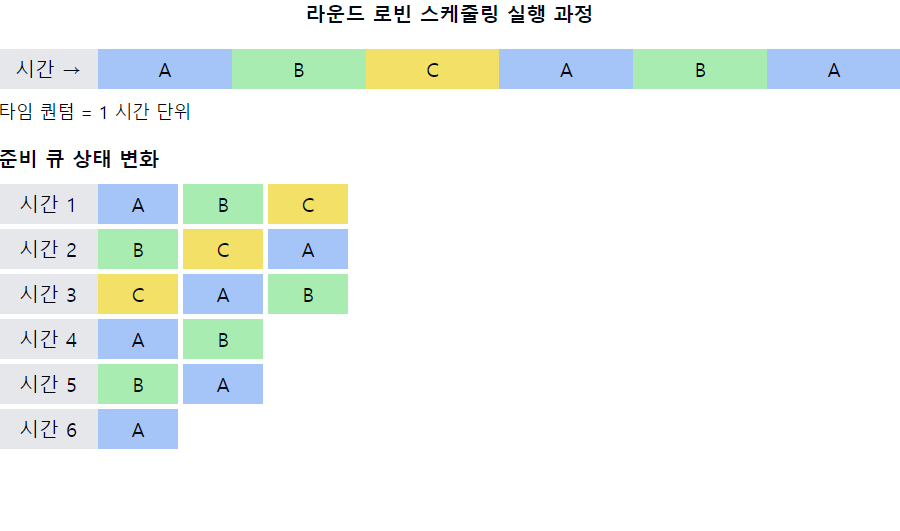 라운드 로빈 스케줄링 실행 과정
시간 → A B C A B A
타임 퀀텀 = 1 시간 단위
준비 큐 상태 변화
시간 1 A B C
시간 2 B C A
시간 3 C A B
시간 4 A B
시간 5 B A
시간 6 A